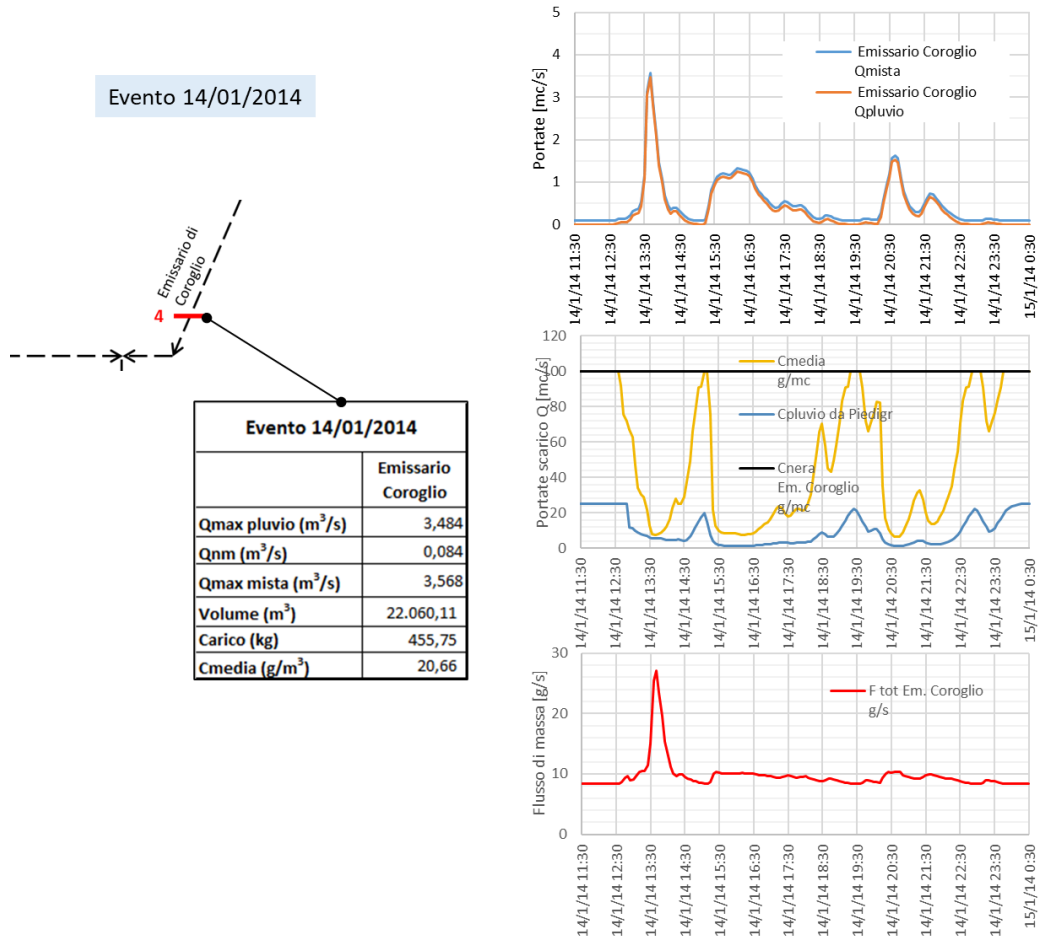 Evento 14/01/2014
Emissario di
Coroglio
4
Evento 14/01/2014
Emissario
Coroglio
Qmax pluvio (m³/s) 3,484
Qnm (m³/s) 0,084
Qmax mista (m³/s) 3,568
Volume (m³) 22.060,11
Carico (kg) 455,75
Cmedia (g/m³) 20,66
Portate [mc/s]
5
4
3
2
1
0
Emissario Coroglio
Qmista
Emissario Coroglio
Qpluvio
14/1/14 11:30
14/1/14 12:30
14/1/14 13:30
14/1/14 14:30
14/1/14 15:30
14/1/14 16:30
14/1/14 17:30
14/1/14 18:30
14/1/14 19:30
14/1/14 20:30
14/1/14 21:30
14/1/14 22:30
14/1/14 23:30
15/1/14 0:30
Portate scarico Q [mc/s]
120
100
80
60
40
20
0
Cmedia
g/mc
Cpluvio da Piedigr
Cnera
Em. Coroglio
g/mc
14/1/14 11:30
14/1/14 12:30
14/1/14 13:30
14/1/14 14:30
14/1/14 15:30
14/1/14 16:30
14/1/14 17:30
14/1/14 18:30
14/1/14 19:30
14/1/14 20:30
14/1/14 21:30
14/1/14 22:30
14/1/14 23:30
15/1/14 0:30
Flusso di massa [g/s]
30
20
10
0
F tot Em. Coroglio
g/s
14/1/14 11:30
14/1/14 12:30
14/1/14 13:30
14/1/14 14:30
14/1/14 15:30
14/1/14 16:30
14/1/14 17:30
14/1/14 18:30
14/1/14 19:30
14/1/14 20:30
14/1/14 21:30
14/1/14 22:30
14/1/14 23:30
15/1/14 0:30